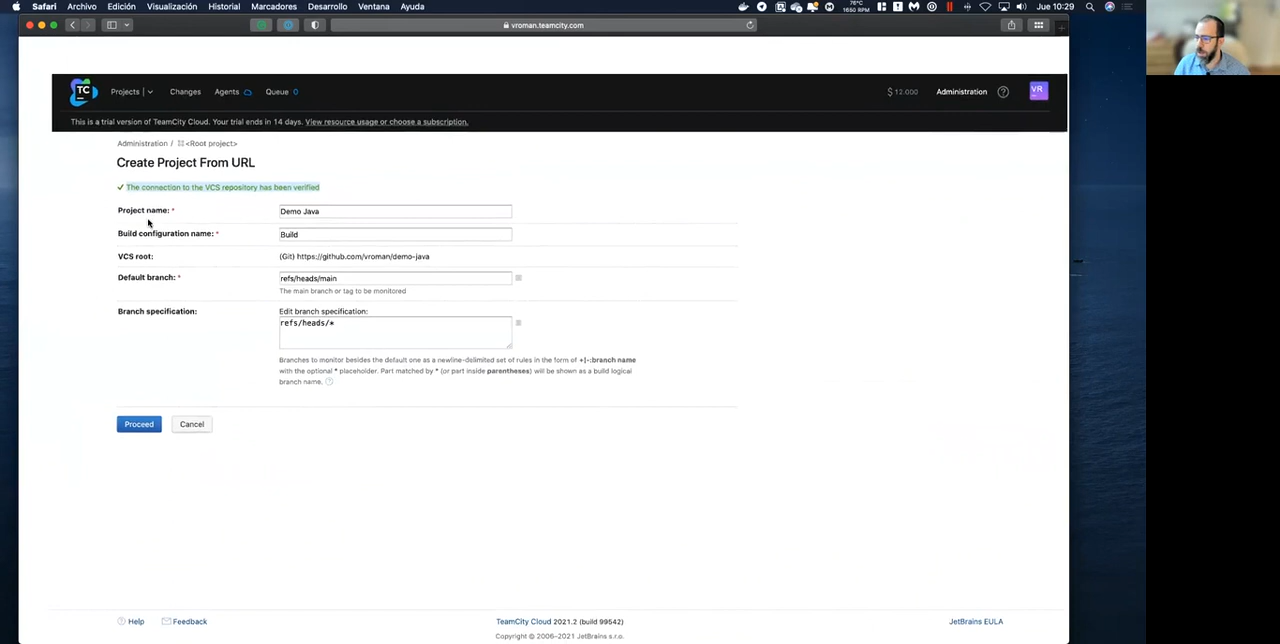 Safari Archivo Edición Visualización Historial Marcadores Desarrollo Ventana Ayuda
Jue 10:29
vroman.teamcity.com
TC Projects Changes Agents Queue 0
$ 12.000 Administration VR
This is a trial version of TeamCity Cloud. Your trial ends in 14 days. View resource usage or choose a subscription.
Administration / <Root project>
Create Project From URL
The connection to the VCS repository has been verified
Project name: * Demo Java
Build configuration name: * Build
VCS root: (Git) https://github.com/vroman/demo-java
Default branch: * refs/heads/main
The main branch or tag to be monitored
Branch specification: Edit branch specification:
refs/heads/*
Branches to monitor besides the default one as a newline-delimited set of rules in the form of +|-:branch name
with the optional * placeholder. Part matched by * (or part inside parentheses) will be shown as a build logical
branch name.
Proceed Cancel
Help Feedback
TeamCity Cloud 2021.2 (build 99542)
JetBrains EULA
Copyright © 2006–2021 JetBrains s.r.o.